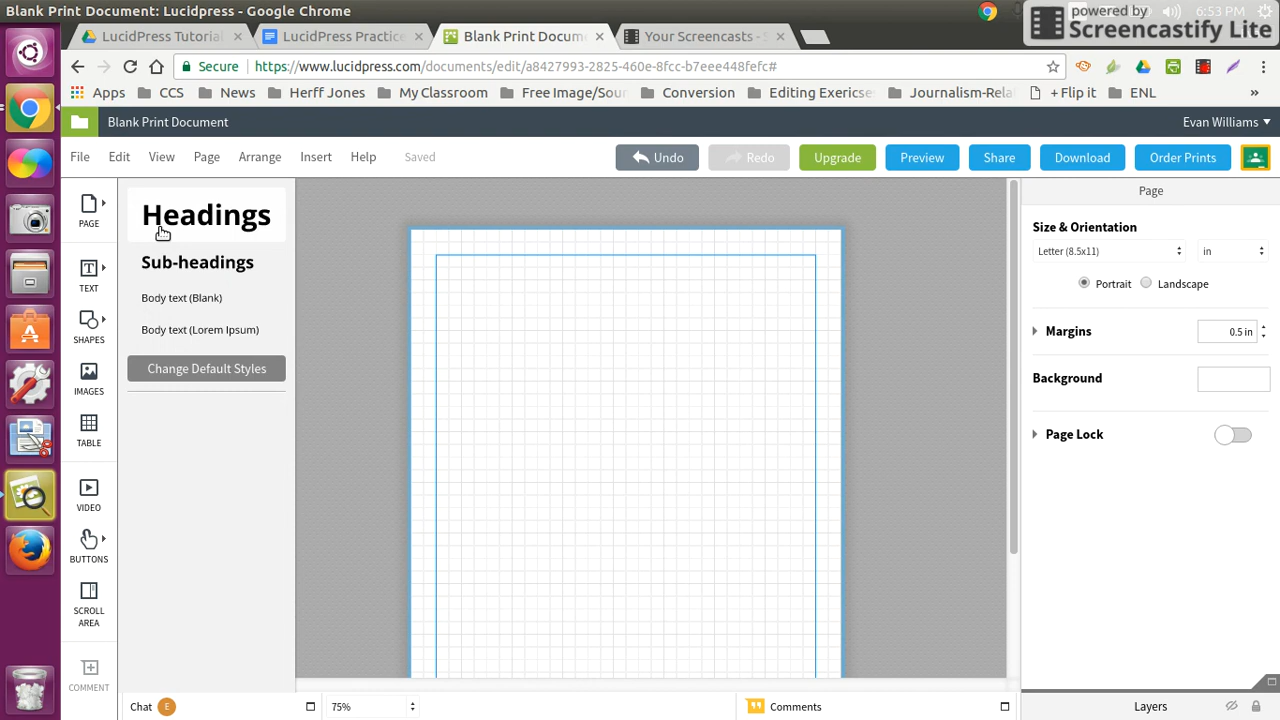 Blank Print Document: Lucidpress - Google Chrome
6:53 PM
powered by
Screencastify Lite
LucidPress Tutorial
LucidPress Practice
Blank Print Docum
Your Screencasts - S
Secure
https://www.lucidpress.com/documents/edit/a8427993-2825-460e-8fcc-b7eee448fefc#
Apps
CCS
News
Herff Jones
My Classroom
Free Image/Sour
Conversion
Editing Exericses
Journalism-Rela
+ Flip it
ENL
»
Blank Print Document
Evan Williams
File
Edit
View
Page
Arrange
Insert
Help
Saved
Undo
Redo
Upgrade
Preview
Share
Download
Order Prints
PAGE
TEXT
SHAPES
IMAGES
TABLE
VIDEO
BUTTONS
SCROLL
AREA
COMMENT
Headings
Sub-headings
Body text (Blank)
Body text (Lorem Ipsum)
Change Default Styles
Page
Size & Orientation
Letter (8.5x11)
in
Portrait
Landscape
Margins
0.5 in
Background
Page Lock
Chat
E
75%
Comments
Layers